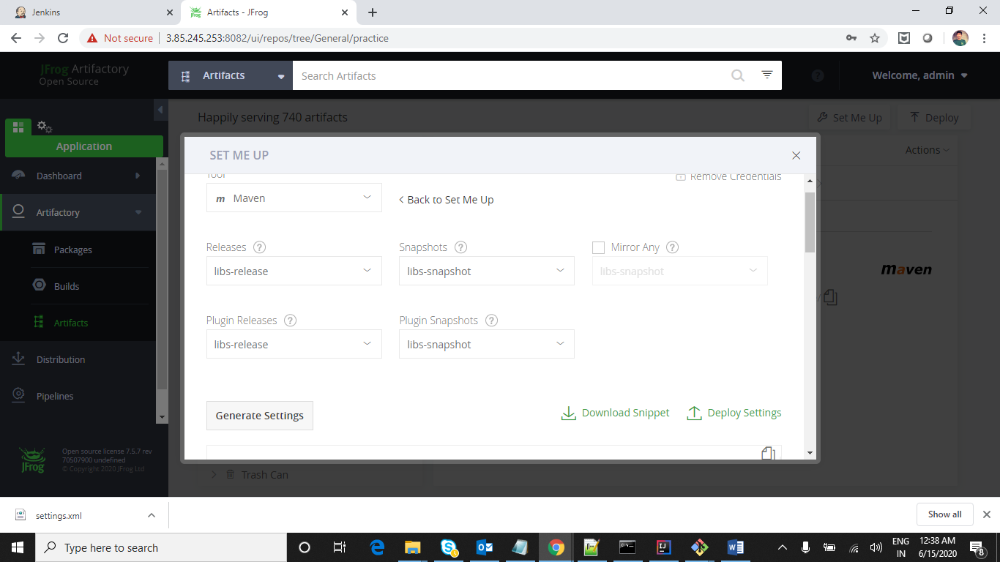 Jenkins
Artifacts - JFrog
Not secure
3.85.245.253:8082/ui/repos/tree/General/practice
JFrog Artifactory
Open Source
Artifacts
Search Artifacts
?
Welcome, admin
Happily serving 740 artifacts
Set Me Up
Deploy
Application
SET ME UP
Actions
Dashboard
Tool
Remove Credentials
m Maven
Back to Set Me Up
Artifactory
Releases ?
Snapshots ?
Mirror Any ?
Packages
libs-release
libs-snapshot
libs-snapshot
maven
Builds
/
Plugin Releases ?
Plugin Snapshots ?
Artifacts
libs-release
libs-snapshot
Distribution
Pipelines
Generate Settings
Download Snippet
Deploy Settings
JFrog
Open source license 7.5.7 rev
70507900 undefined
© Copyright 2020 JFrog Ltd
Trash Can
settings.xml
Show all
Type here to search
ENG
IN
12:38 AM
6/15/2020
8